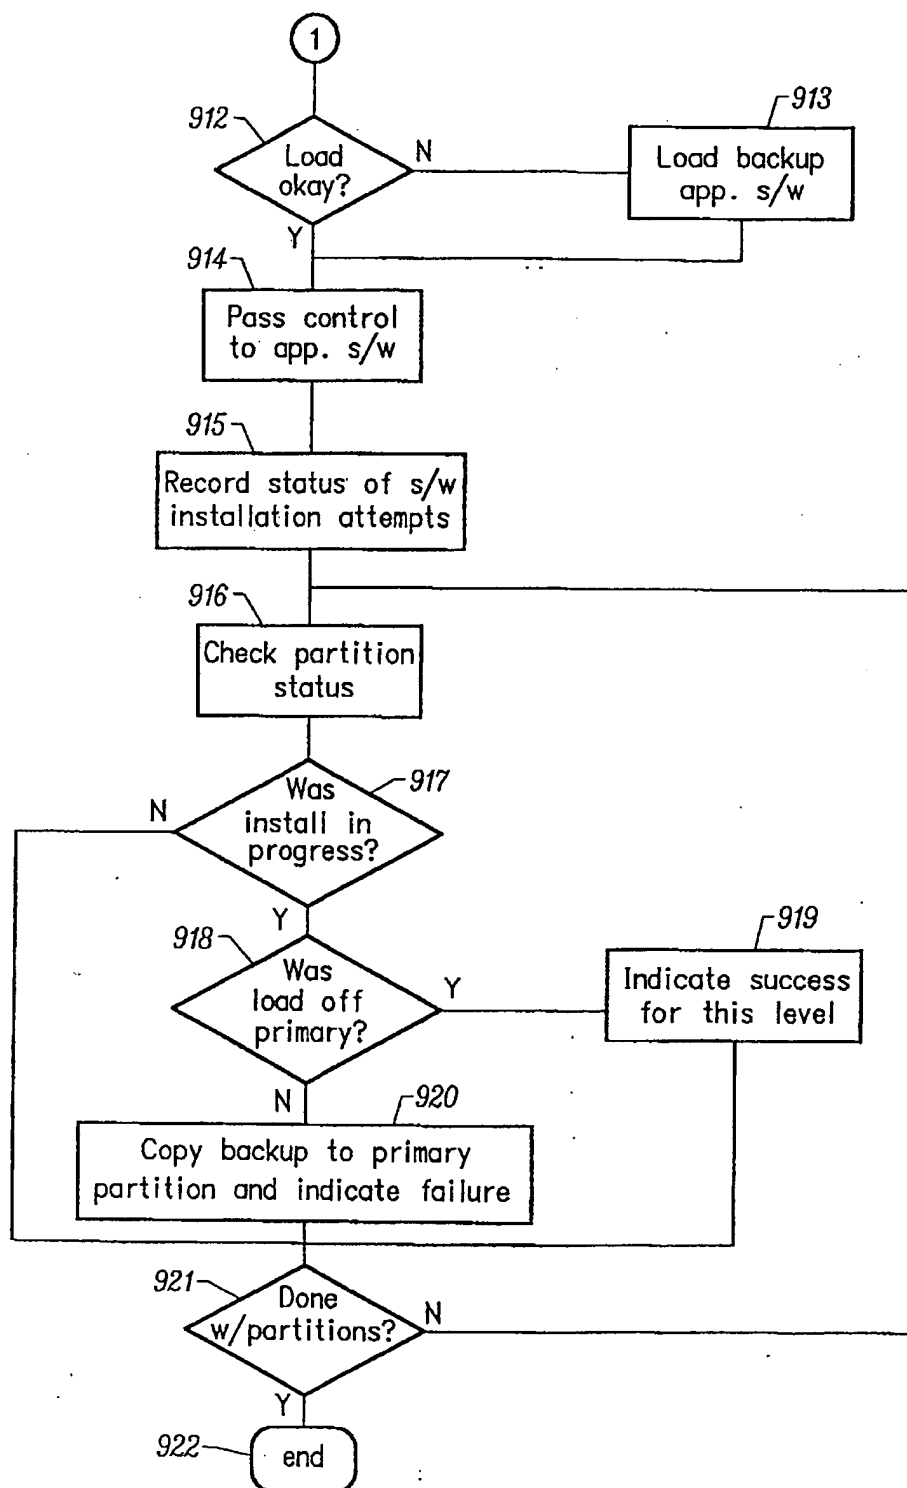 1
912
Load
okay?
N
Y
913
Load backup
app. s/w
914
Pass control
to app. s/w
915
Record status of s/w
installation attempts
916
Check partition
status
917
Was
install in
progress?
N
Y
918
Was
load off
primary?
Y
N
919
Indicate success
for this level
920
Copy backup to primary
partition and indicate failure
921
Done
w/partitions?
N
Y
922
end